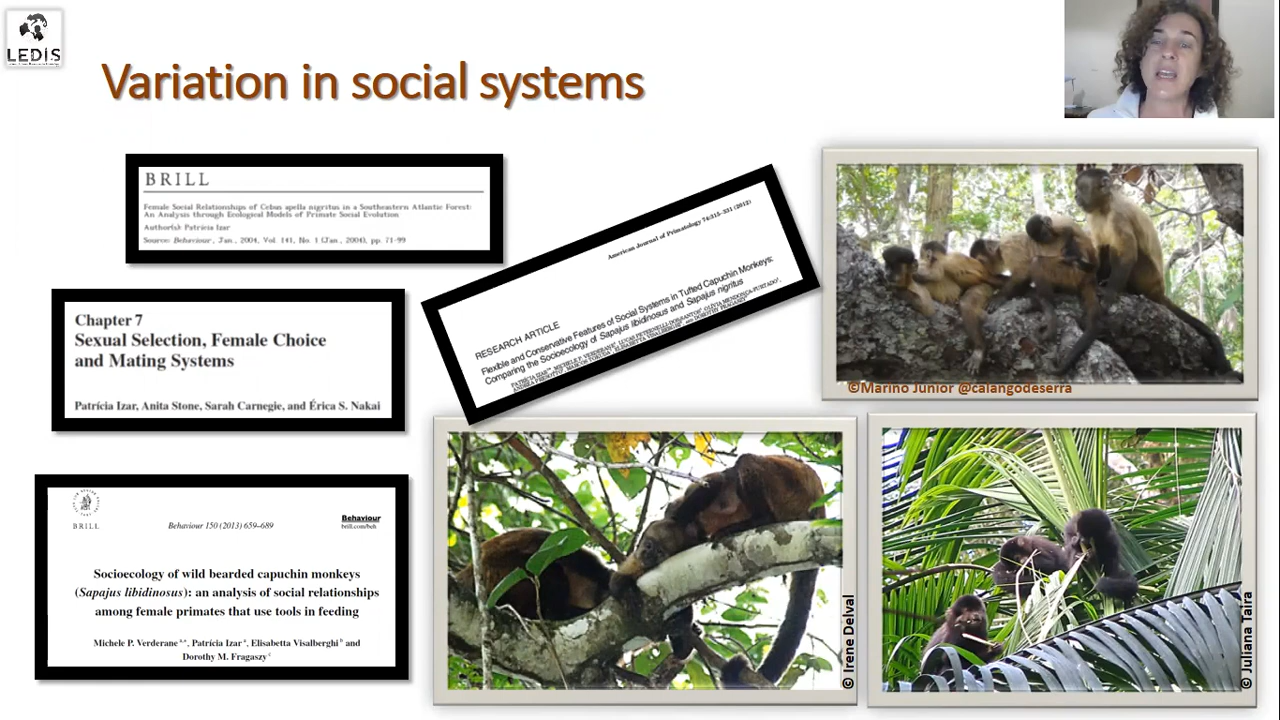 LEDIS
Variation in social systems
BRILL
Female Social Relationships of Cebus apella nigritus in a Southeastern Atlantic Forest:
An Analysis through Ecological Models of Primate Social Evolution
Author(s): Patrícia Izar
Source: Behaviour, Jan., 2004, Vol. 141, No. 1 (Jan., 2004), pp. 71-99
American Journal of Primatology 74:315–331 (2012)
RESEARCH ARTICLE
Flexible and Conservative Features of Social Systems in Tufted Capuchin Monkeys:
Comparing the Socioecology of Sapajus libidinosus and Sapajus nigritus
Chapter 7
Sexual Selection, Female Choice
and Mating Systems
Patrícia Izar, Anita Stone, Sarah Carnegie, and Érica S. Nakai
BRILL
Behaviour 150 (2013) 659–689
Behaviour
brill.com/beh
Socioecology of wild bearded capuchin monkeys
(Sapajus libidinosus): an analysis of social relationships
among female primates that use tools in feeding
Michele P. Verderane, Patrícia Izar, Elisabetta Visalberghi and
Dorothy M. Fragaszy
©Marino Junior @calangodeserra
© Irene Delval
© Juliana Taira